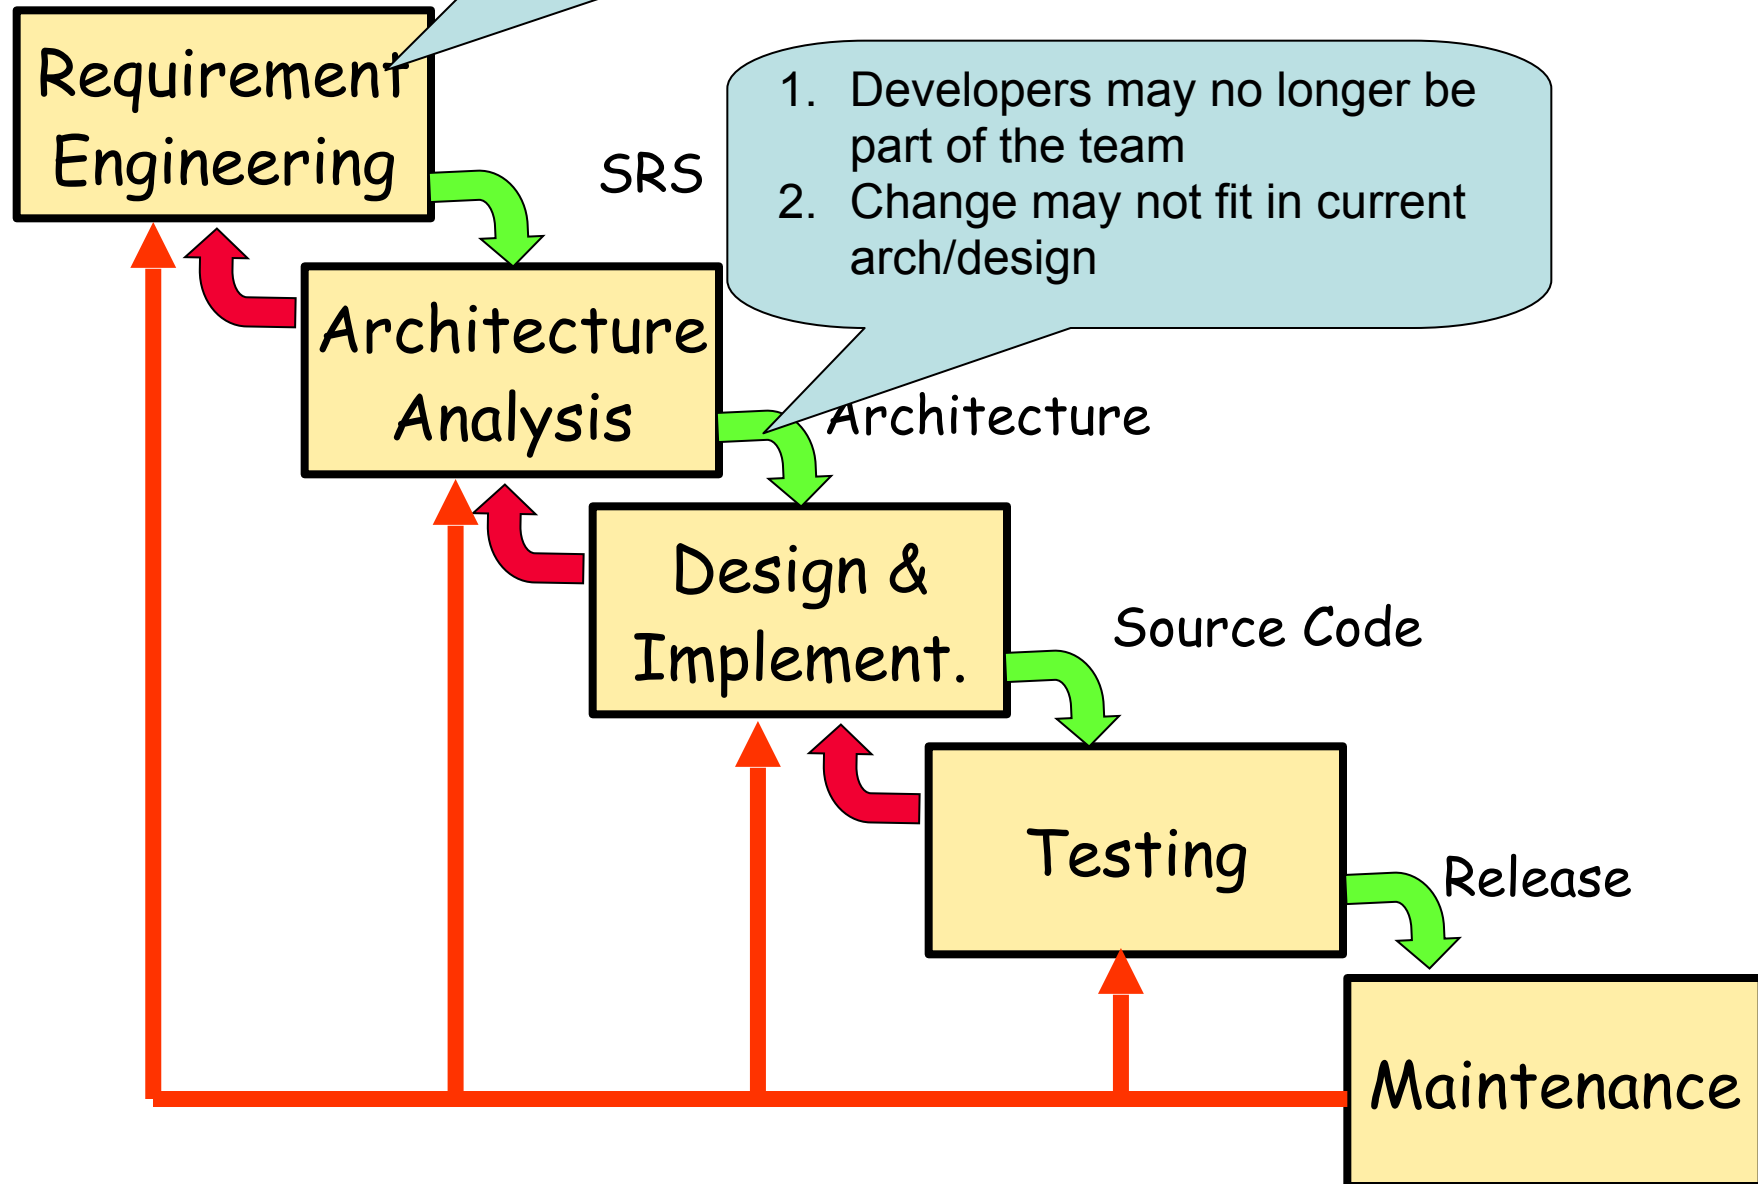 Requirement
Engineering
1. Developers may no longer be
part of the team
2. Change may not fit in current
arch/design
SRS
Architecture
Analysis
Architecture
Design &
Implement.
Source Code
Testing
Release
Maintenance